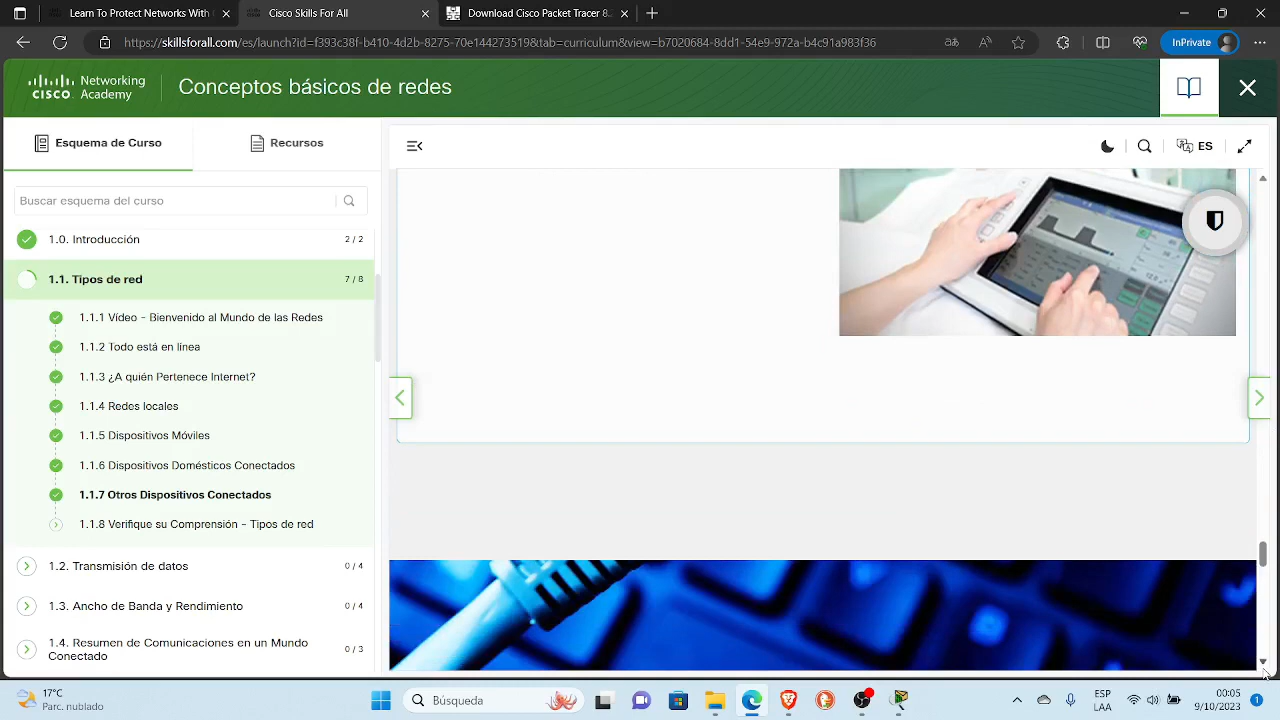 To Learn Protect Networks With
Cisco Skills For All
Download Cisco Packet Tracer 8.
https://skillsforall.com/es/launch?id=f393c38f-b410-4d2b-8275-70f144057b19&tab=curriculum&view=b7020684-8dd1-54e9-972a-b4c91a983f36
InPrivate
Networking
CISCO Academy
Conceptos básicos de redes
Esquema de Curso
Recursos
ES
Buscar esquema del curso
1.0. Introducción 2 / 2
1.1. Tipos de red 7 / 8
1.1.1 Vídeo - Bienvenido al Mundo de las Redes
1.1.2 Todo está en línea
1.1.3 ¿A quién Pertenece Internet?
1.1.4 Redes locales
1.1.5 Dispositivos Móviles
1.1.6 Dispositivos Domésticos Conectados
1.1.7 Otros Dispositivos Conectados
1.1.8 Verifique su Comprensión - Tipos de red
1.2. Transmisión de datos 0 / 4
1.3. Ancho de Banda y Rendimiento 0 / 4
1.4. Resumen de Comunicaciones en un Mundo
Conectado 0 / 3
17°C
Parc. nublado
Búsqueda
ESP
LAA
00:05
9/10/2023
1